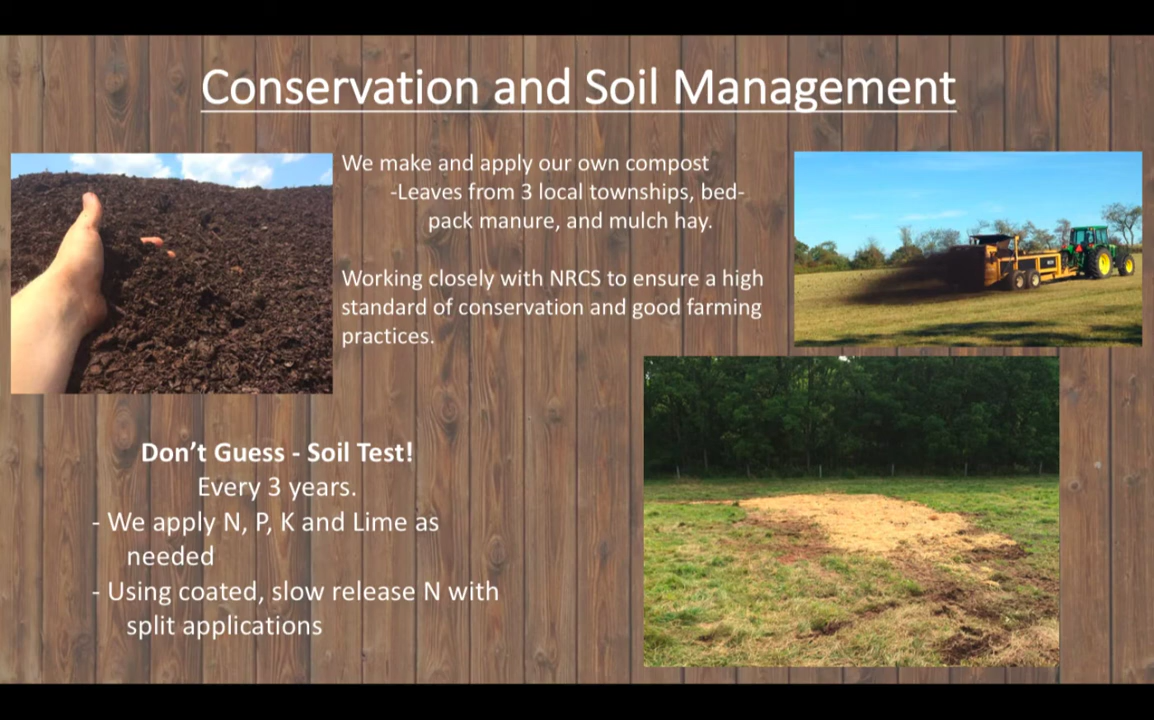 Conservation and Soil Management
We make and apply our own compost
-Leaves from 3 local townships, bed-
pack manure, and mulch hay.
Working closely with NRCS to ensure a high
standard of conservation and good farming
practices.
Don’t Guess - Soil Test!
Every 3 years.
- We apply N, P, K and Lime as
needed
- Using coated, slow release N with
split applications